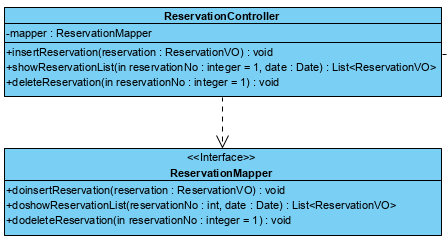 ReservationController
-mapper : ReservationMapper
+insertReservation(reservation : ReservationVO) : void
+showReservationList(in reservationNo : integer = 1, date : Date) : List<ReservationVO>
+deleteReservation(in reservationNo : integer = 1) : void
<<Interface>>
ReservationMapper
+doinsertReservation(reservation : ReservationVO) : void
+doshowReservationList(reservationNo : int, date : Date) : List<ReservationVO>
+dodeleteReservation(in reservationNo : integer = 1) : void